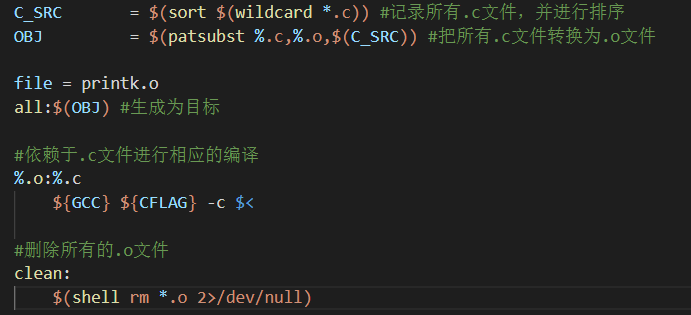 C_SRC       = $(sort $(wildcard *.c)) #记录所有.c文件，并进行排序
OBJ         = $(patsubst %.c,%.o,$(C_SRC)) #把所有.c文件转换为.o文件
file = printk.o
all:$(OBJ) #生成为目标
#依赖于.c文件进行相应的编译
%.o:%.c
    ${GCC} ${CFLAG} -c $<
#删除所有的.o文件
clean:
    $(shell rm *.o 2>/dev/null)